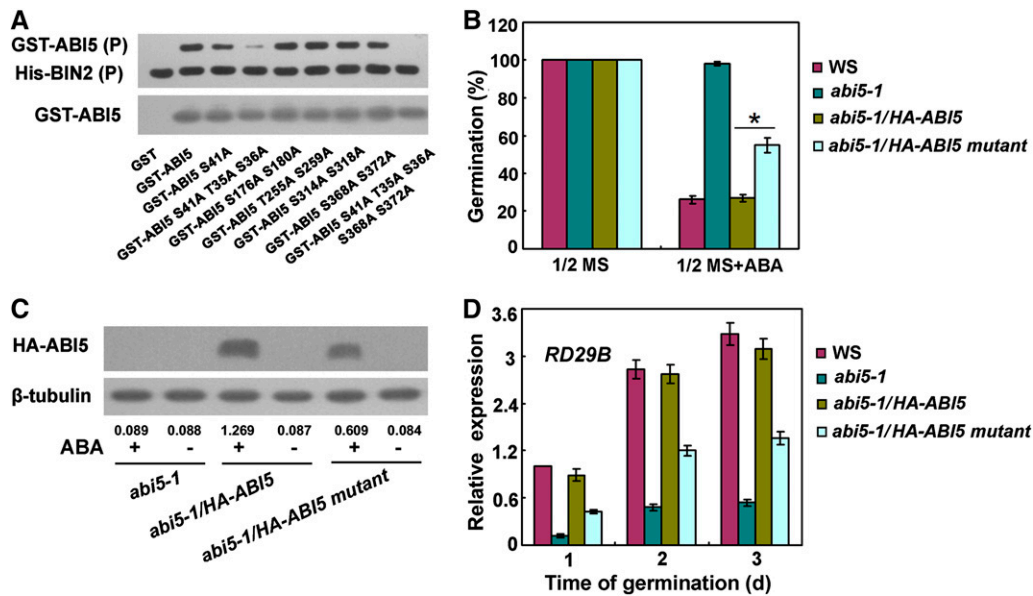 A
GST-ABI5 (P)
His-BIN2 (P)
GST-ABI5
GST
GST-ABI5
GST-ABI5 S41A
GST-ABI5 S41A T35A S36A
GST-ABI5 S176A S180A
GST-ABI5 T255A S259A
GST-ABI5 S314A S318A
GST-ABI5 S368A S372A
GST-ABI5 S41A T35A S36A
S368A S372A
B
Germination (%)
120
100
80
60
40
20
0
*
1/2 MS
1/2 MS+ABA
WS
abi5-1
abi5-1/HA-ABI5
abi5-1/HA-ABI5 mutant
C
HA-ABI5
β-tubulin
0.089 0.088 1.269 0.087 0.609 0.084
ABA + - + - + -
abi5-1
abi5-1/HA-ABI5
abi5-1/HA-ABI5 mutant
D
Relative expression
3.6
3
2.4
1.2
0.6
0
RD29B
1 2 3
Time of germination (d)
WS
abi5-1
abi5-1/HA-ABI5
abi5-1/HA-ABI5 mutant